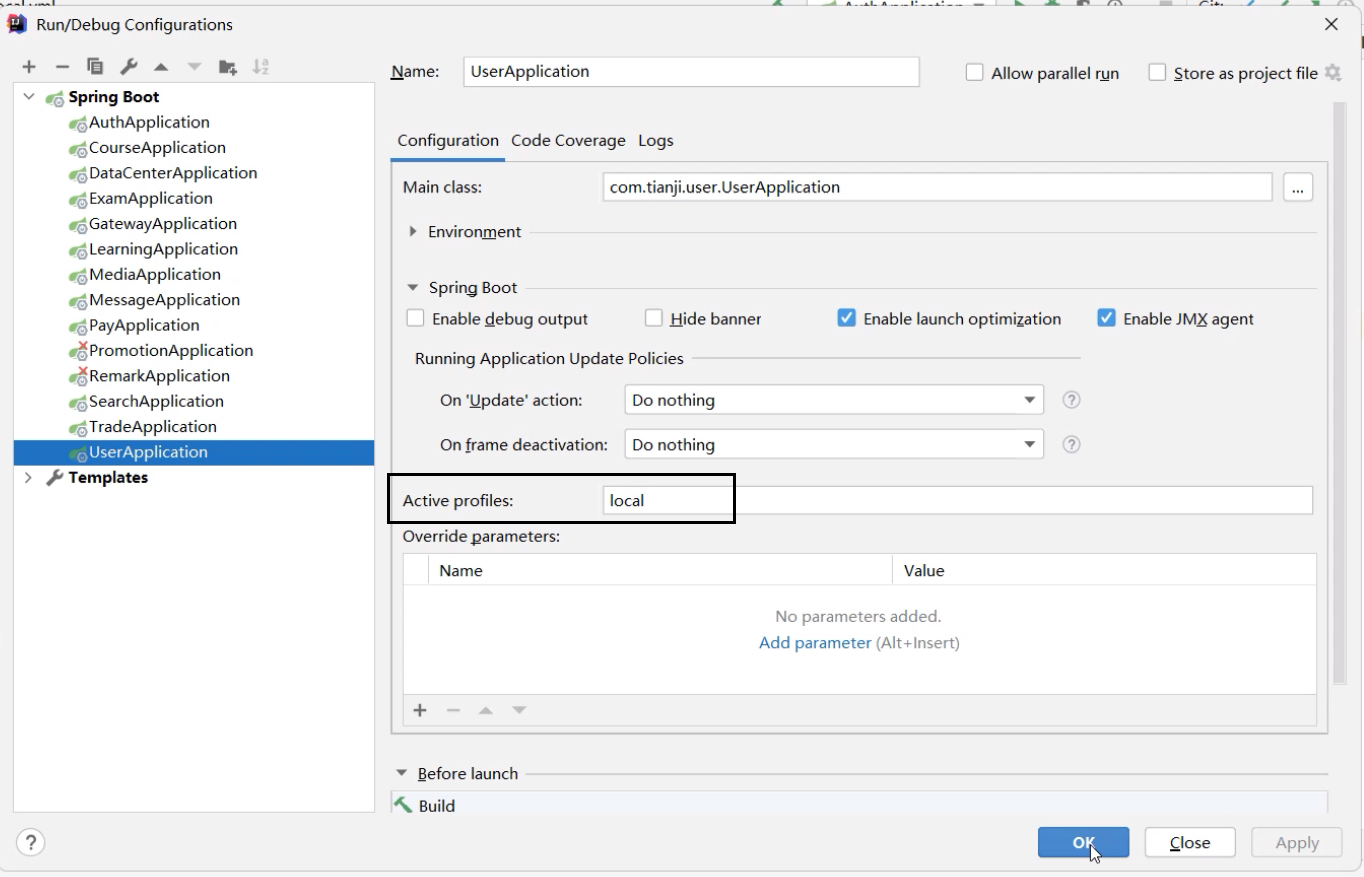 Run/Debug Configurations
Name: UserApplication
Allow parallel run
Store as project file
Spring Boot
AuthApplication
CourseApplication
DataCenterApplication
ExamApplication
GatewayApplication
LearningApplication
MediaApplication
MessageApplication
PayApplication
PromotionApplication
RemarkApplication
SearchApplication
TradeApplication
UserApplication
Templates
Configuration Code Coverage Logs
Main class: com.tianji.user.UserApplication ...
Environment
Spring Boot
Enable debug output Hide banner Enable launch optimization Enable JMX agent
Running Application Update Policies
On 'Update' action: Do nothing ?
On frame deactivation: Do nothing ?
Active profiles: local
Override parameters:
Name Value
No parameters added.
Add parameter (Alt+Insert)
Before launch
Build
? OK Close Apply